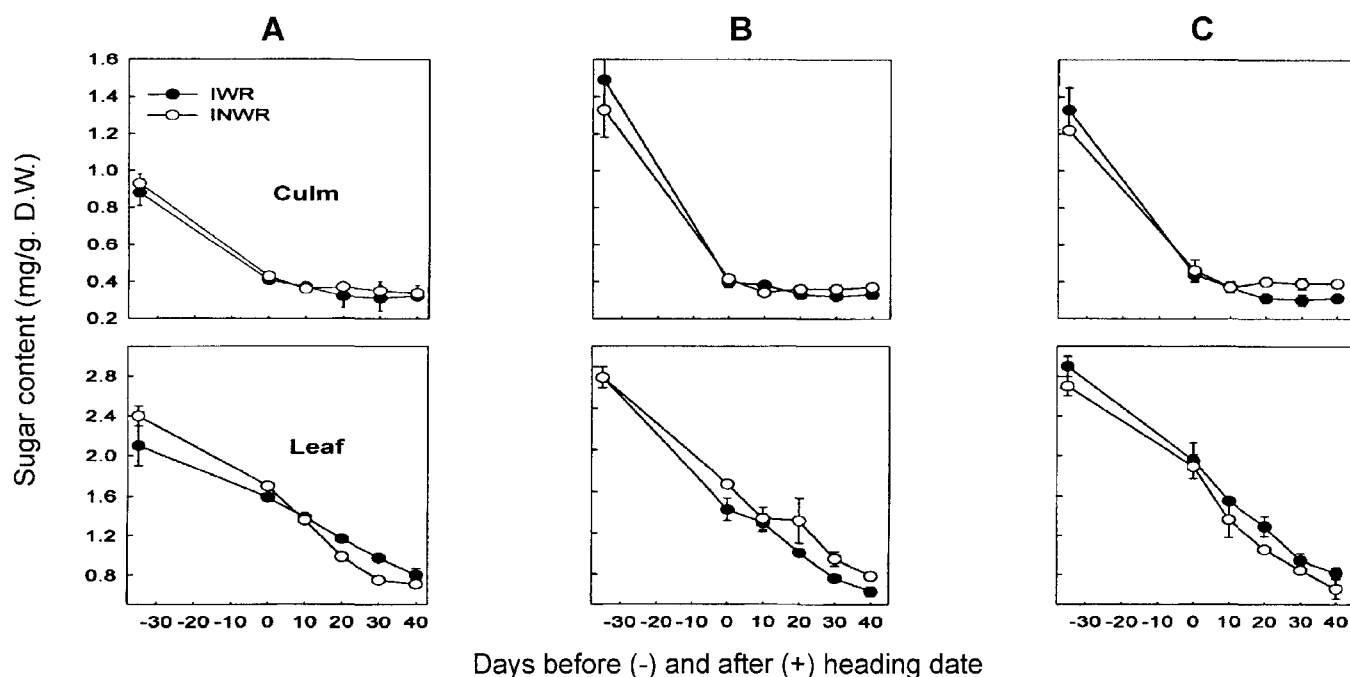 A B C
1.6
1.4
1.2
1.0
0.8
0.6
0.4
0.2
IWR
INWR
Culm
Sugar content (mg/g. D.W.)
2.8
2.4
2.0
1.6
1.2
0.8
Leaf
-30 -20 -10 0 10 20 30 40
-30 -20 -10 0 10 20 30 40
-30 -20 -10 0 10 20 30 40
Days before (-) and after (+) heading date